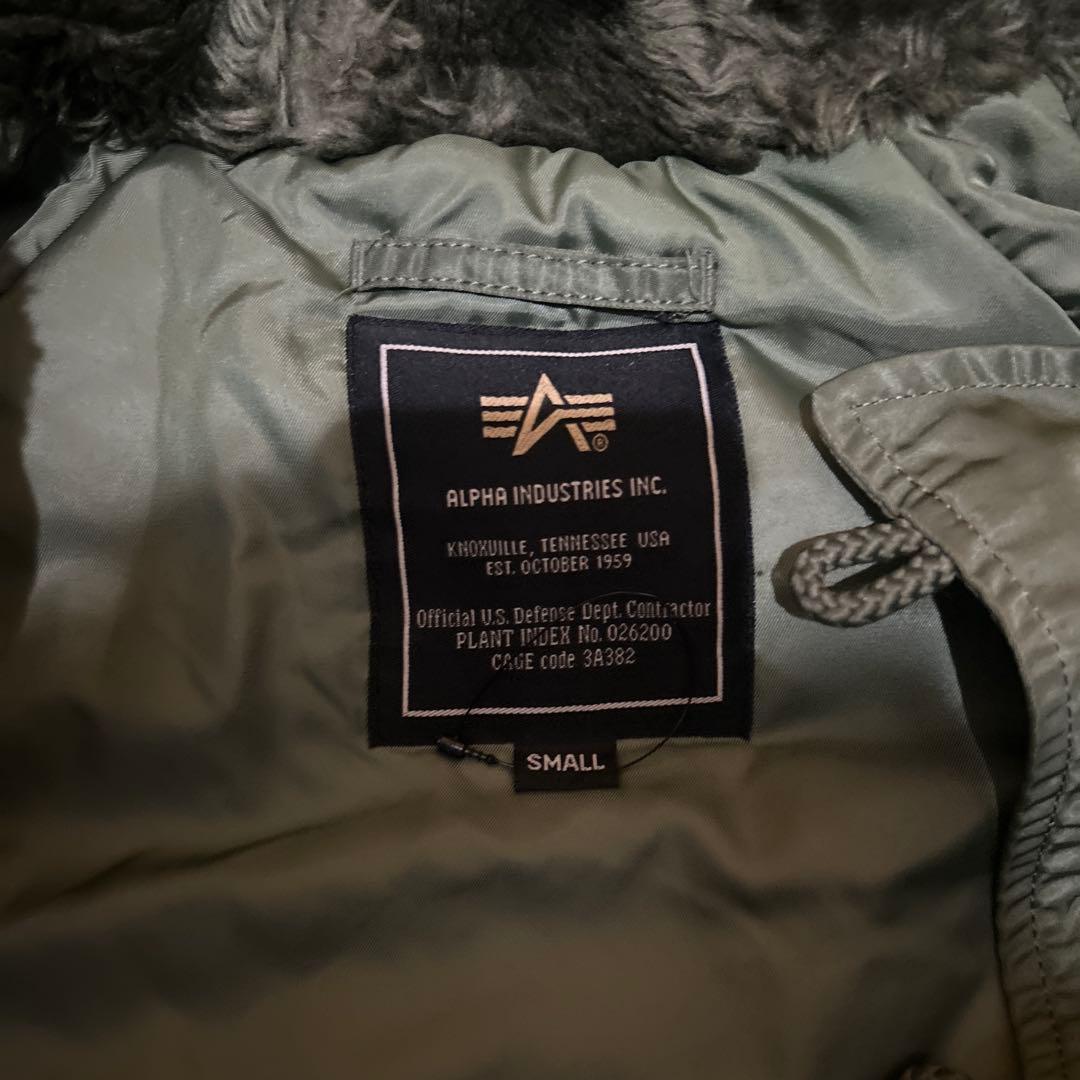 ®
ALPHA INDUSTRIES INC.
KNOXVILLE, TENNESSEE USA
EST. OCTOBER 1959
Official U.S. Defense Dept. Contractor
PLANT INDEX No. 026200
CAGE code 3A382
SMALL